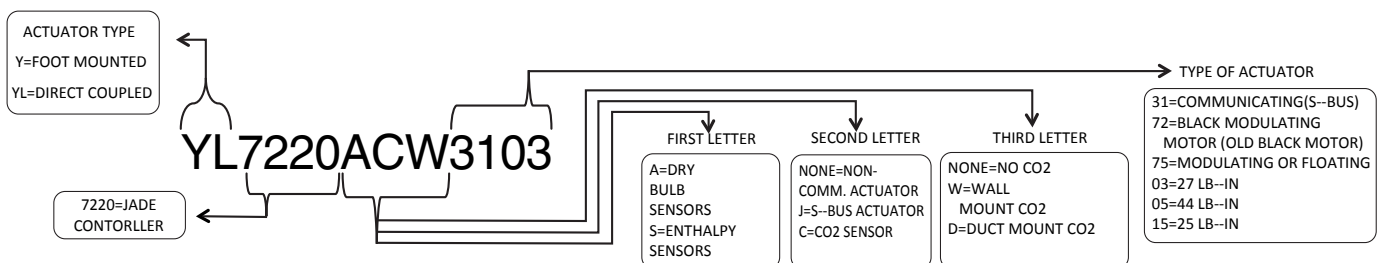 ACTUATOR TYPE
Y=FOOT MOUNTED
YL=DIRECT COUPLED
YL7220ACW3103
7220=JADE
CONTORLLER
FIRST LETTER
A=DRY
BULB
SENSORS
S=ENTHALPY
SENSORS
SECOND LETTER
NONE=NON-
COMM. ACTUATOR
J=S--BUS ACTUATOR
C=CO2 SENSOR
THIRD LETTER
NONE=NO CO2
W=WALL
MOUNT CO2
D=DUCT MOUNT CO2
TYPE OF ACTUATOR
31=COMMUNICATING(S--BUS)
72=BLACK MODULATING
MOTOR (OLD BLACK MOTOR)
75=MODULATING OR FLOATING
03=27 LB--IN
05=44 LB--IN
15=25 LB--IN